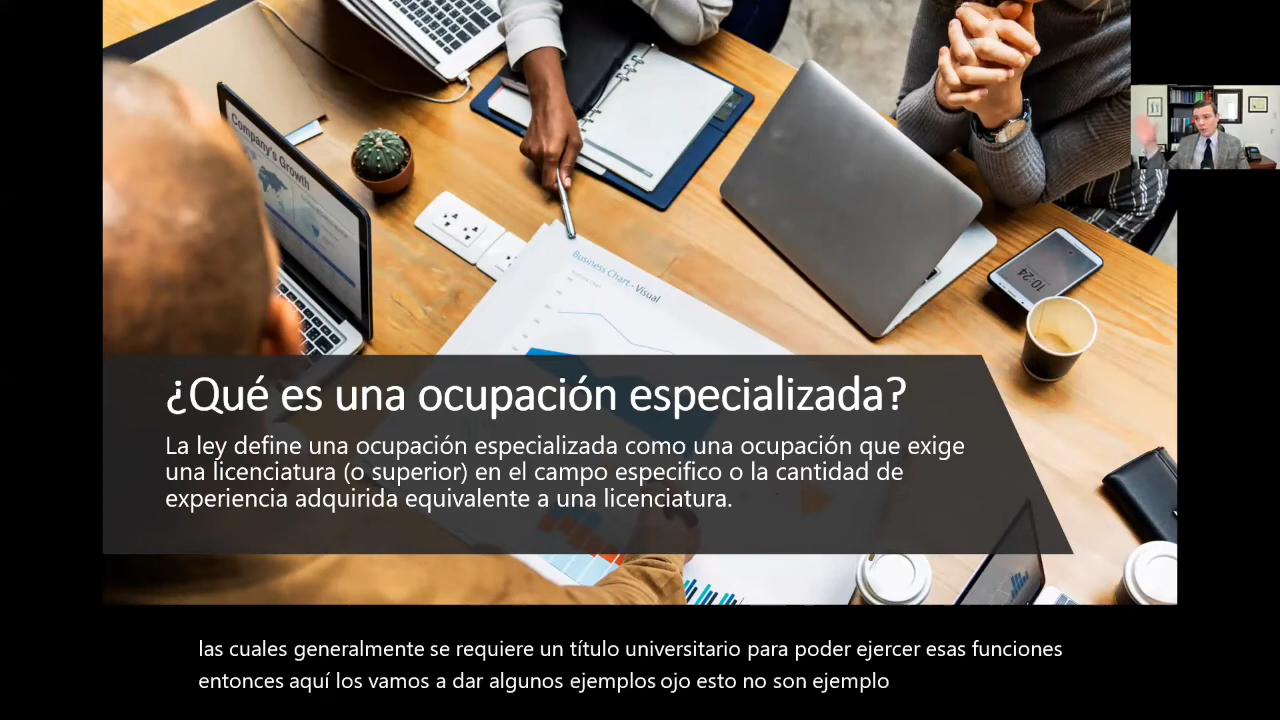 Company's Growth
Business Chart - Visual
10:24
¿Qué es una ocupación especializada?
La ley define una ocupación especializada como una ocupación que exige
una licenciatura (o superior) en el campo especifico o la cantidad de
experiencia adquirida equivalente a una licenciatura.
las cuales generalmente se requiere un título universitario para poder ejercer esas funciones
entonces aquí los vamos a dar algunos ejemplos ojo esto no son ejemplo